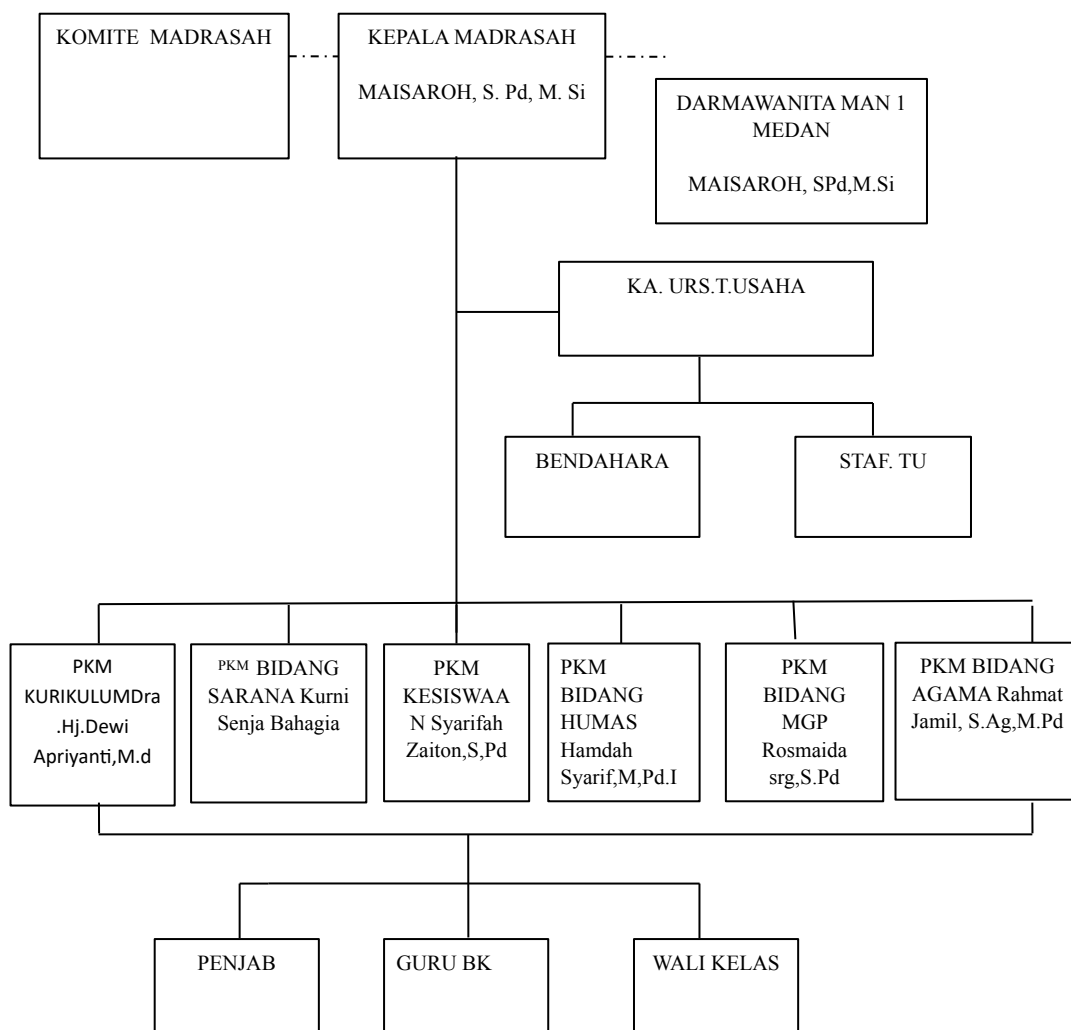 KOMITE  MADRASAH
KEPALA MADRASAH
MAISAROH, S. Pd, M. Si
DARMAWANITA MAN 1
MEDAN
MAISAROH, SPd,M.Si
KA. URS.T.USAHA
BENDAHARA
STAF. TU
PKM
KURIKULUMDra
.Hj.Dewi
Apriyanti,M.d
PKM BIDANG
SARANA Kurni
Senja Bahagia
PKM
KESISWAA
N Syarifah
Zaiton,S,Pd
PKM
BIDANG
HUMAS
Hamdah
Syarif,M,Pd.I
PKM
BIDANG
MGP
Rosmaida
srg,S.Pd
PKM BIDANG
AGAMA Rahmat
Jamil, S.Ag,M.Pd
PENJAB
GURU BK
WALI KELAS